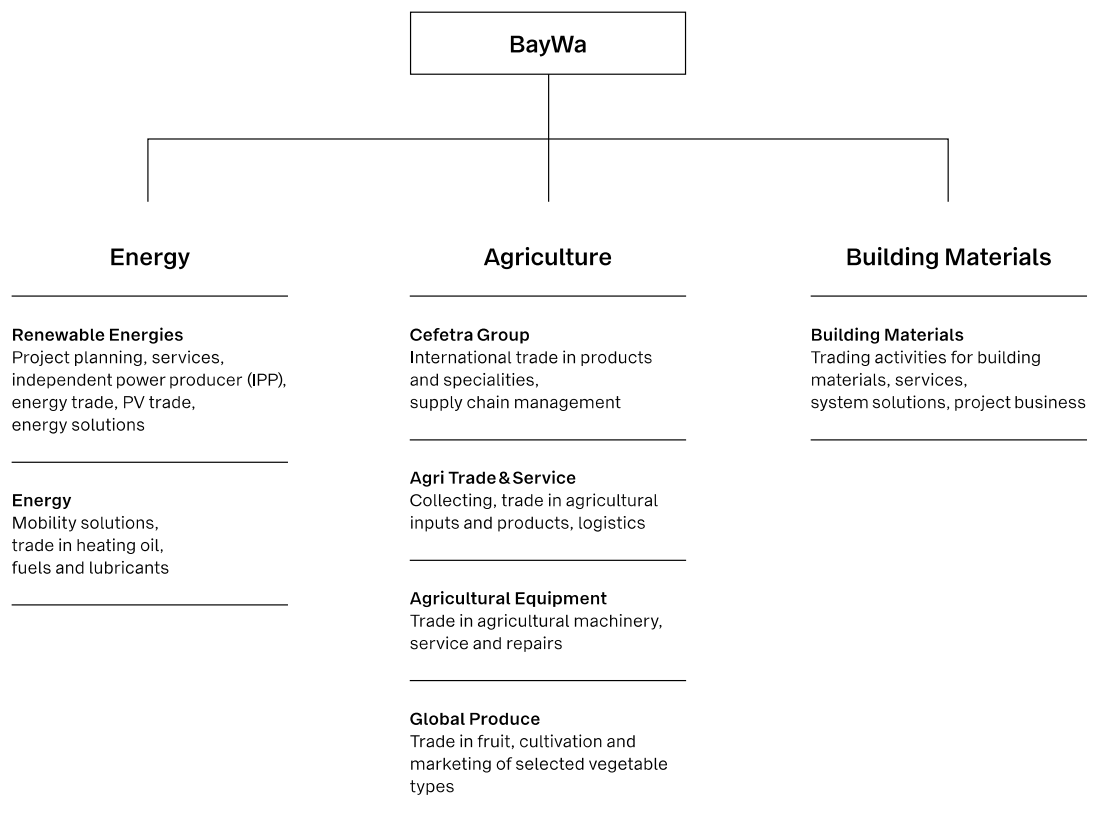 BayWa
Energy
Renewable Energies
Project planning, services,
independent power producer (IPP),
energy trade, PV trade,
energy solutions
Energy
Mobility solutions,
trade in heating oil,
fuels and lubricants
Agriculture
Cefetra Group
International trade in products
and specialities,
supply chain management
Agri Trade & Service
Collecting, trade in agricultural
inputs and products, logistics
Agricultural Equipment
Trade in agricultural machinery,
service and repairs
Global Produce
Trade in fruit, cultivation and
marketing of selected vegetable
types
Building Materials
Building Materials
Trading activities for building
materials, services,
system solutions, project business